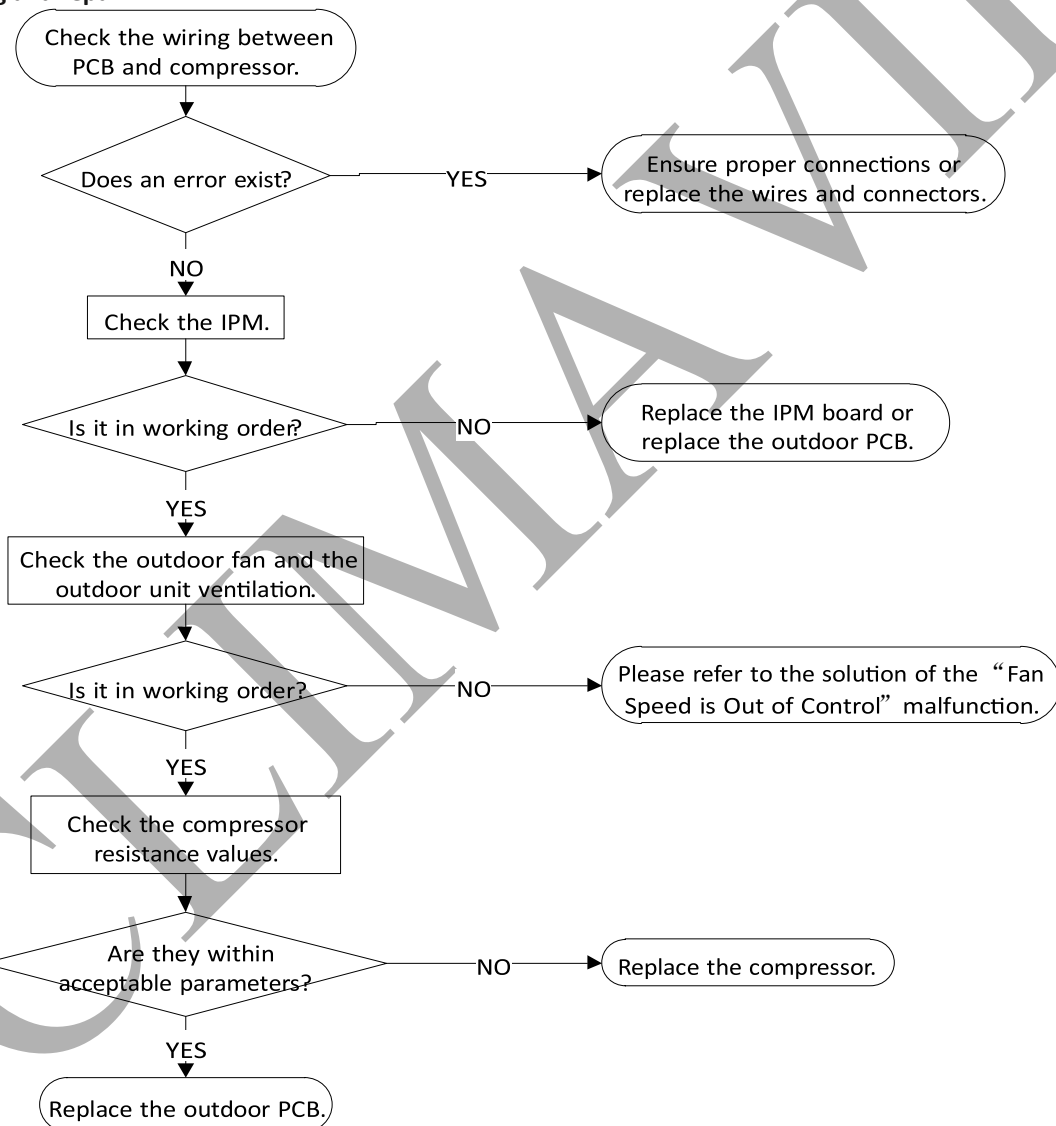 Check the wiring between
PCB and compressor.
Does an error exist?
YES
Ensure proper connections or
replace the wires and connectors.
NO
Check the IPM.
Is it in working order?
NO
Replace the IPM board or
replace the outdoor PCB.
YES
Check the outdoor fan and the
outdoor unit ventilation.
Is it in working order?
NO
Please refer to the solution of the “Fan
Speed is Out of Control” malfunction.
YES
Check the compressor
resistance values.
Are they within
acceptable parameters?
NO
Replace the compressor.
YES
Replace the outdoor PCB.
CLIMA VI